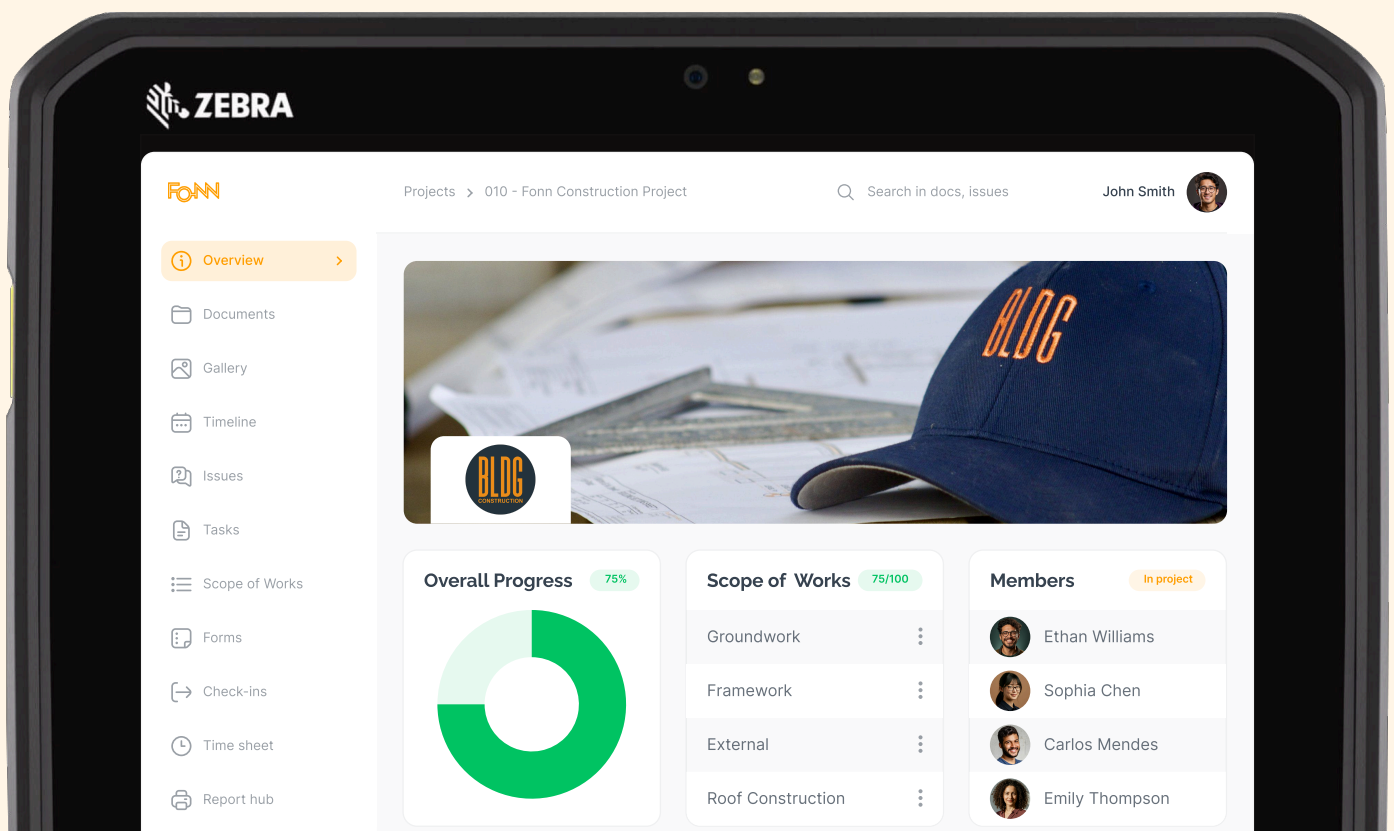 ZEBRA
FONN
Projects > 010 - Fonn Construction Project
Search in docs, issues
John Smith
Overview
Documents
Gallery
Timeline
Issues
Tasks
Scope of Works
Forms
Check-ins
Time sheet
Report hub
BLDG
BLDG
CONSTRUCTION
Overall Progress 75%
Scope of Works 75/100
Groundwork
Framework
External
Roof Construction
Members In project
Ethan Williams
Sophia Chen
Carlos Mendes
Emily Thompson